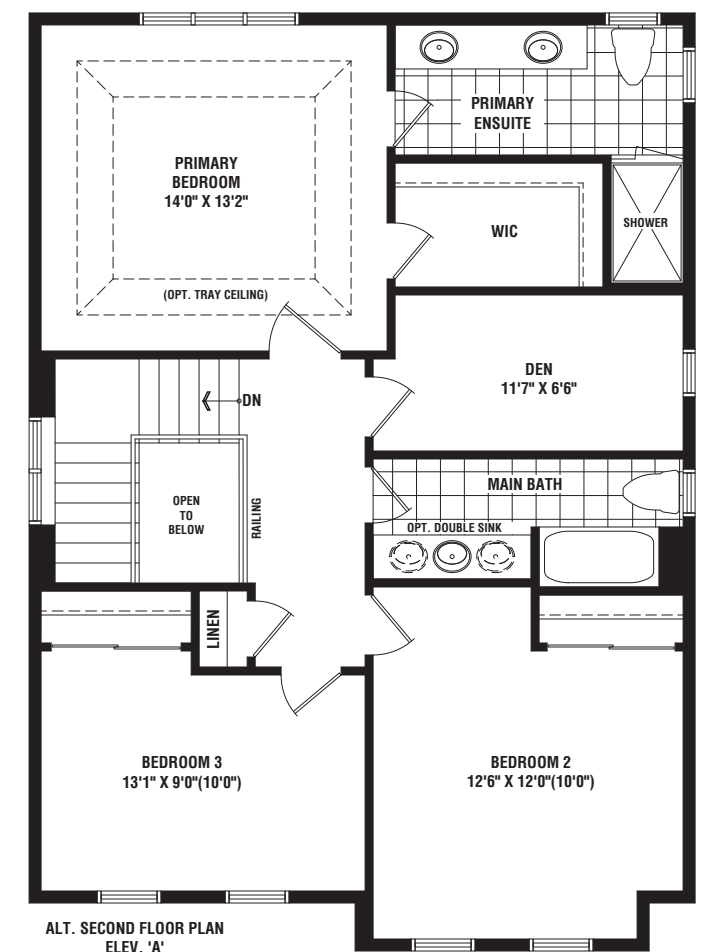 PRIMARY
ENSUITE
PRIMARY
BEDROOM
14'0" X 13'2"
WIC
SHOWER
(OPT. TRAY CEILING)
DEN
11'7" X 6'6"
DN
OPEN
TO
BELOW
RAILING
MAIN BATH
OPT. DOUBLE SINK
LINEN
BEDROOM 3
13'1" X 9'0"(10'0")
BEDROOM 2
12'6" X 12'0"(10'0")
ALT. SECOND FLOOR PLAN
ELEV. 'A'